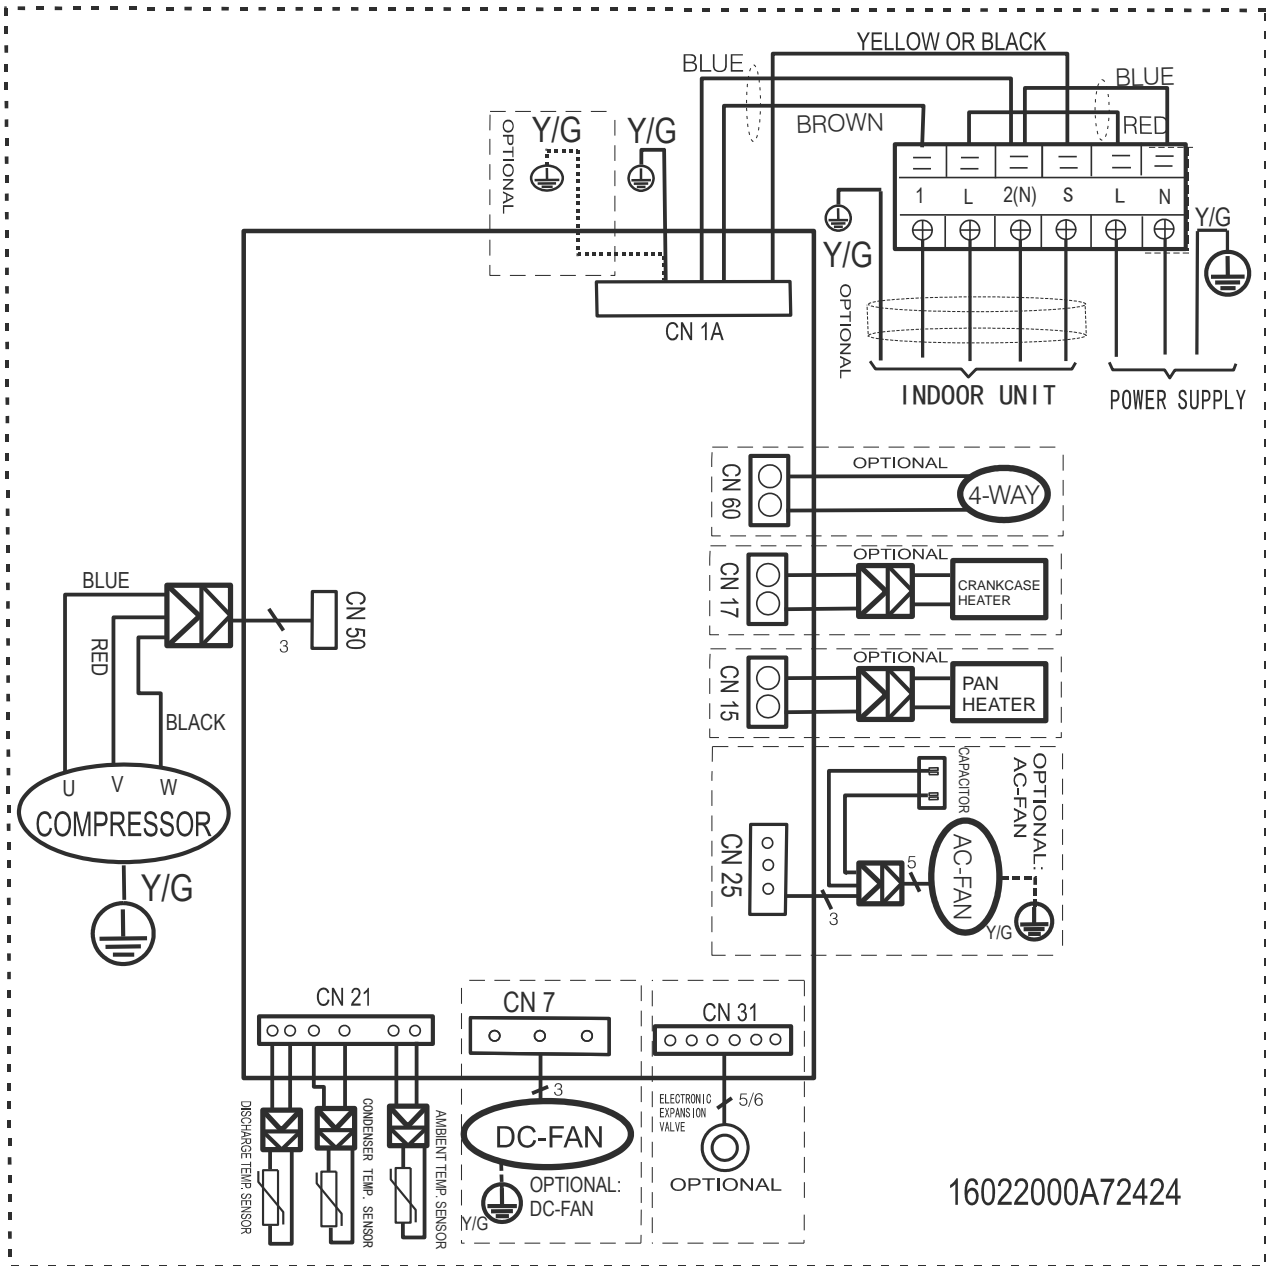 YELLOW OR BLACK
BLUE
BLUE
BROWN
RED
OPTIONAL
Y/G
Y/G
1 L 2(N) S L N
Y/G
Y/G
OPTIONAL
CN 1A
INDOOR UNIT
POWER SUPPLY
CN 60
OPTIONAL
4-WAY
CN 17
OPTIONAL
CRANKCASE
HEATER
CN 15
OPTIONAL
PAN
HEATER
BLUE
RED
BLACK
3
CN 50
U V W
COMPRESSOR
Y/G
CN 25
3
5
CAPACITOR
AC-FAN
OPTIONAL:
AC-FAN
Y/G
CN 21
DISCHARGE TEMP. SENSOR
CONDENSER TEMP. SENSOR
AMBIENT TEMP. SENSOR
CN 7
3
DC-FAN
OPTIONAL:
DC-FAN
Y/G
CN 31
ELECTRONIC
EXPANSION
VALVE
5/6
OPTIONAL
16022000A72424